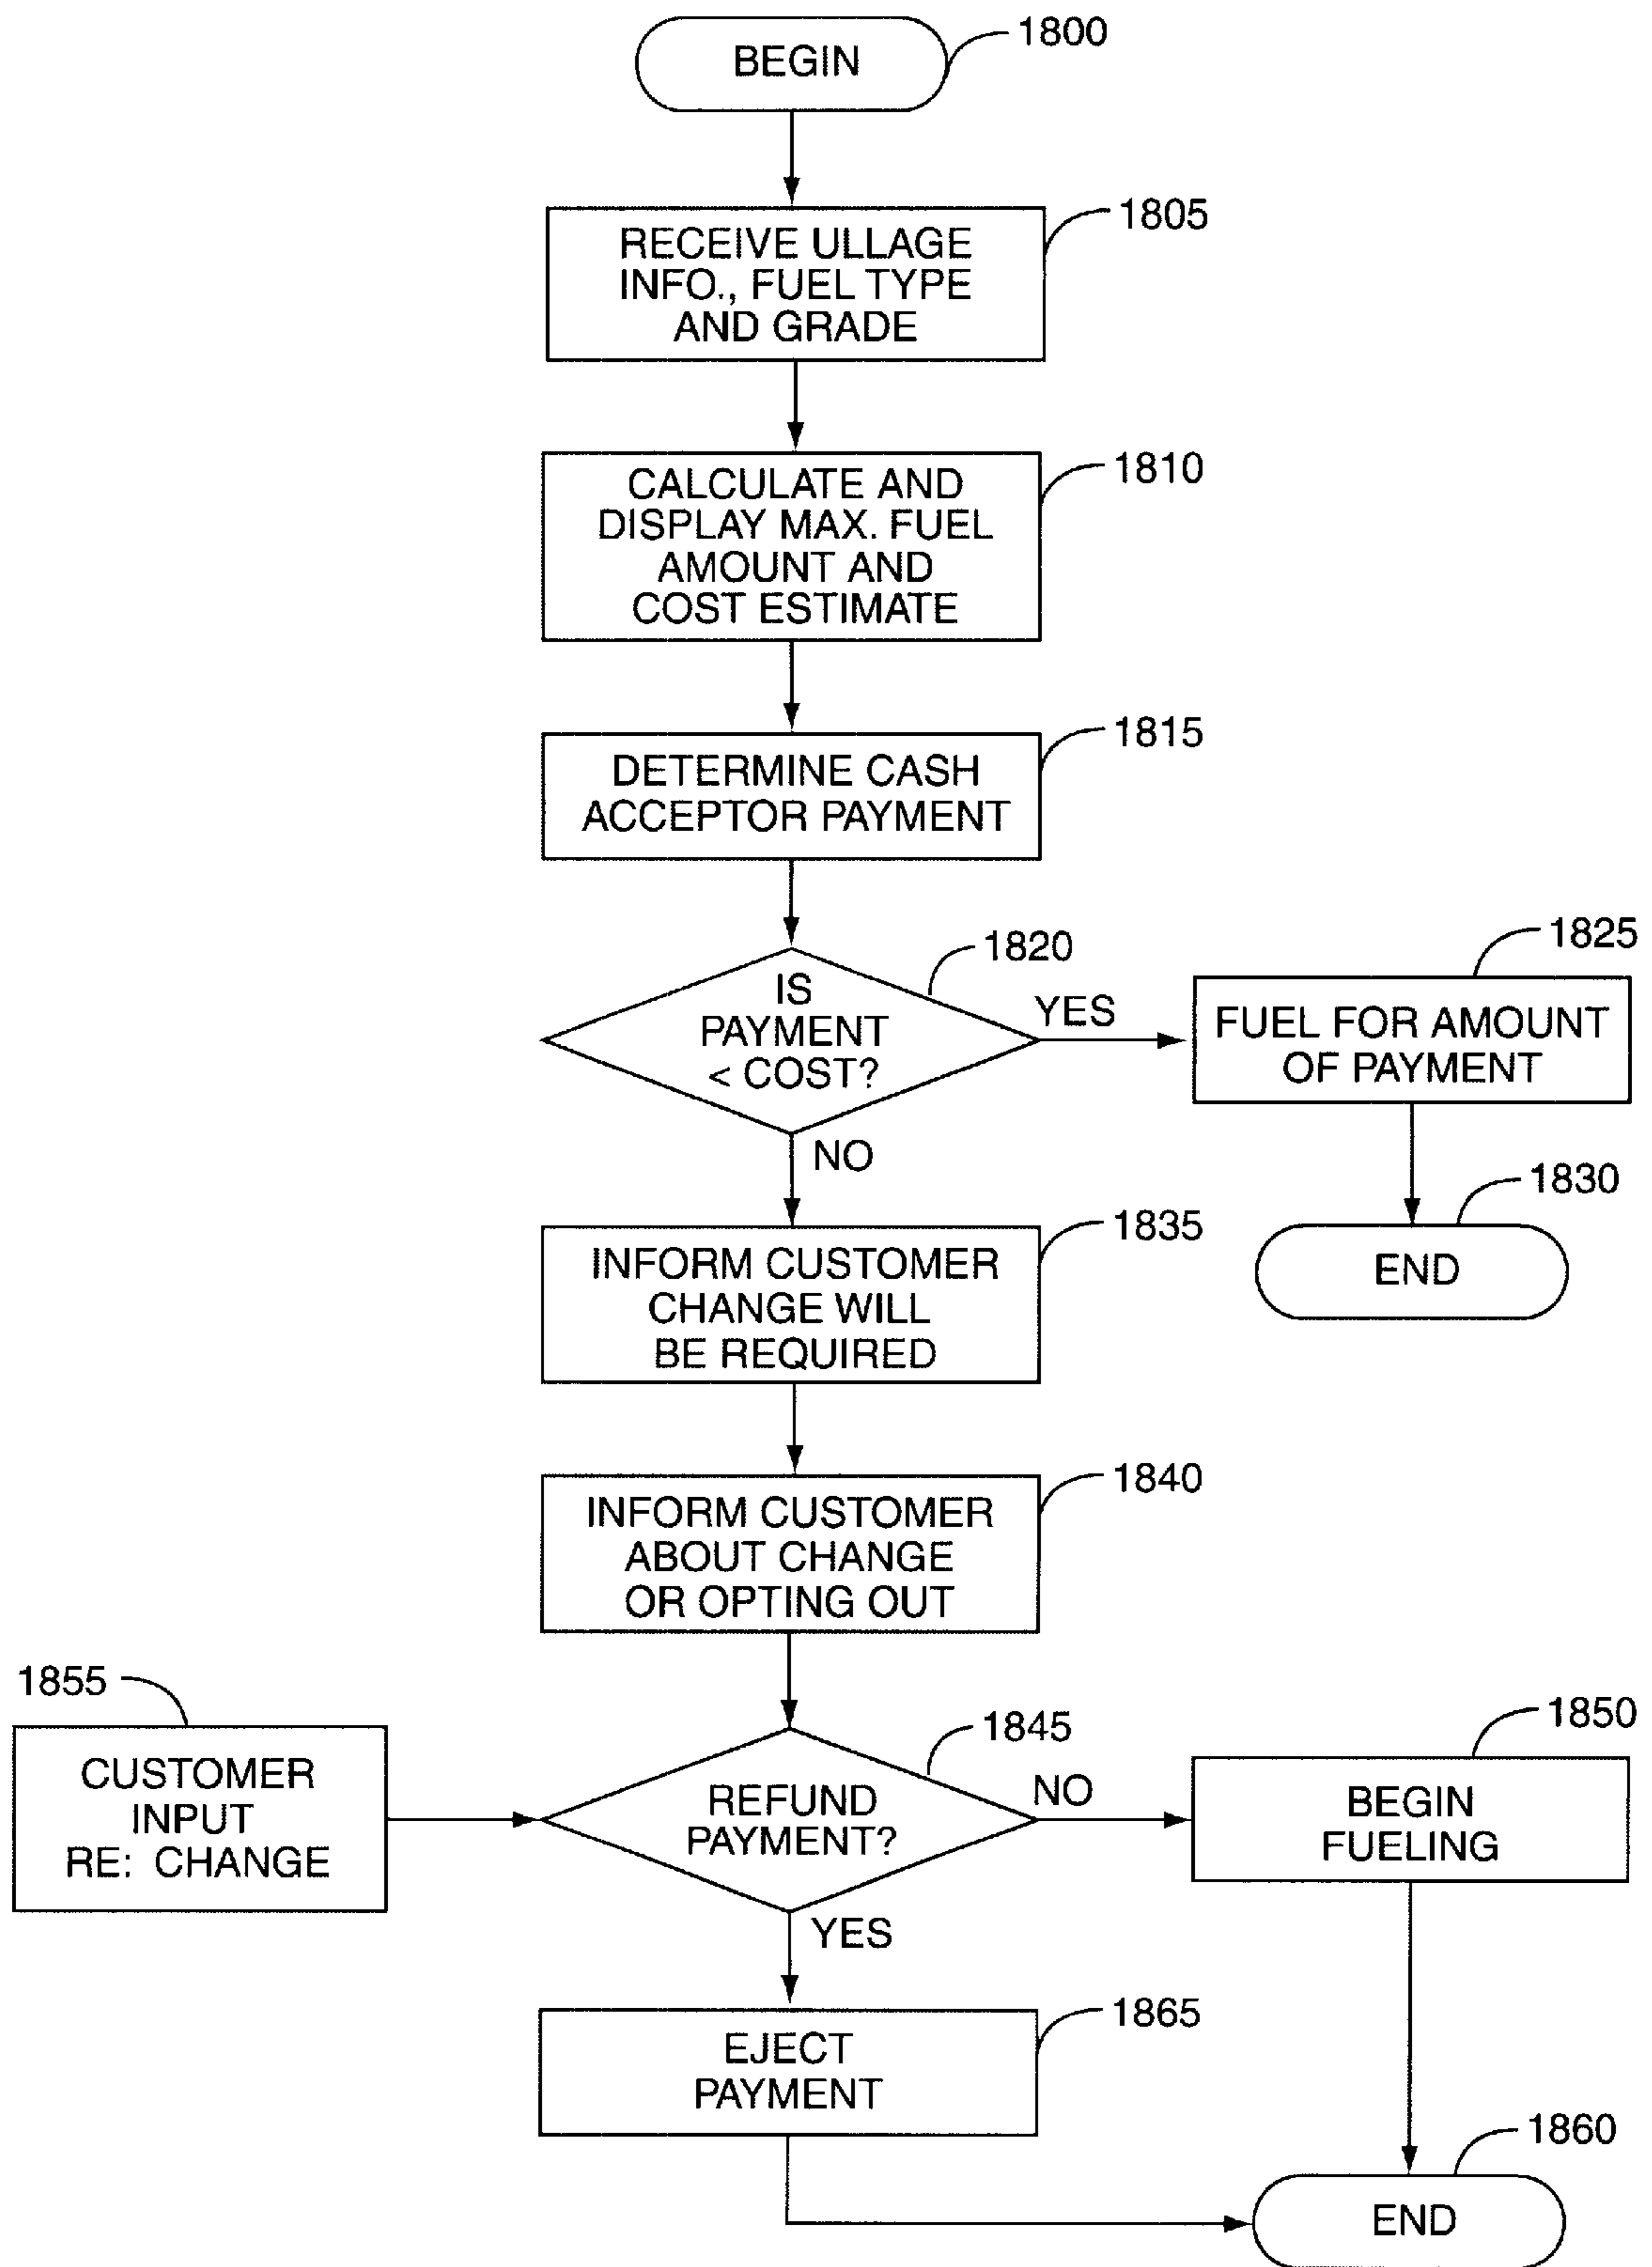 BEGIN
1800
RECEIVE ULLAGE
INFO., FUEL TYPE
AND GRADE
1805
CALCULATE AND
DISPLAY MAX. FUEL
AMOUNT AND
COST ESTIMATE
1810
DETERMINE CASH
ACCEPTOR PAYMENT
1815
IS
PAYMENT
< COST?
1820
YES
FUEL FOR AMOUNT
OF PAYMENT
1825
END
1830
NO
INFORM CUSTOMER
CHANGE WILL
BE REQUIRED
1835
INFORM CUSTOMER
ABOUT CHANGE
OR OPTING OUT
1840
CUSTOMER
INPUT
RE: CHANGE
1855
REFUND
PAYMENT?
1845
NO
BEGIN
FUELING
1850
YES
EJECT
PAYMENT
1865
END
1860